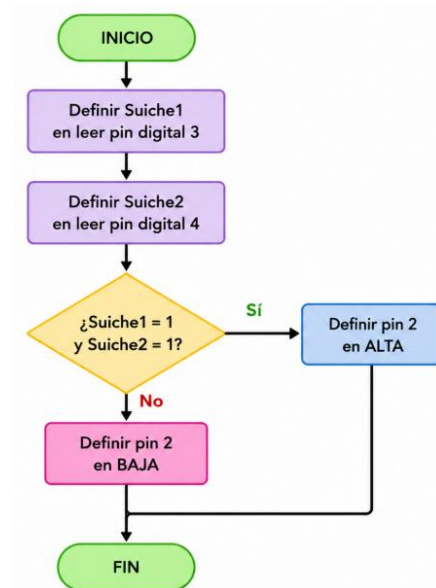 INICIO
Definir Suiche1
en leer pin digital 3
Definir Suiche2
en leer pin digital 4
¿Suiche1 = 1
y Suiche2 = 1?
Sí
Definir pin 2
en ALTA
No
Definir pin 2
en BAJA
FIN